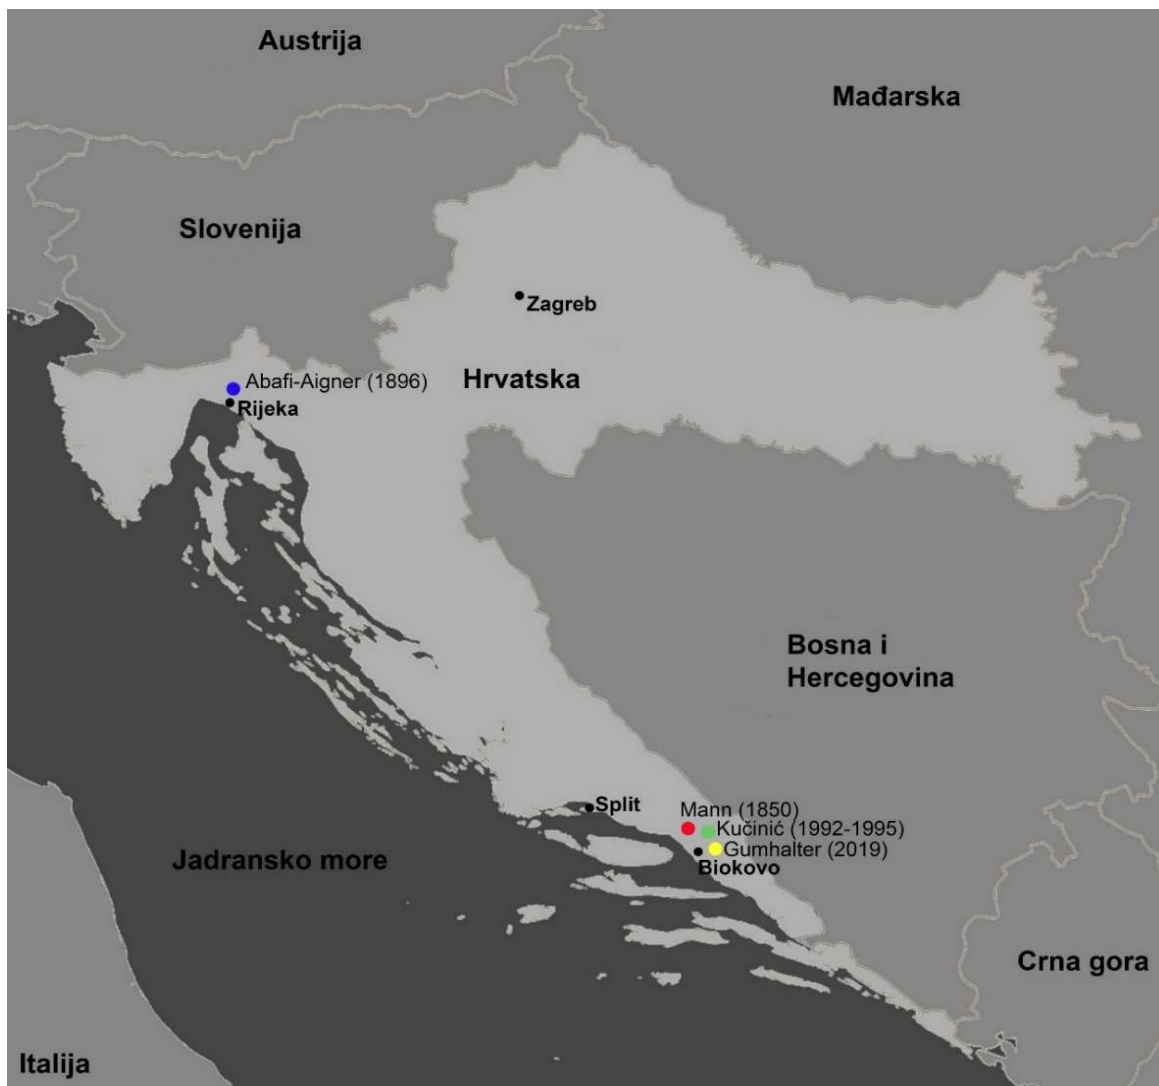 Austrija
Mađarska
Slovenija
Zagreb
Hrvatska
Abafi-Aigner (1896)
Rijeka
Bosna i
Hercegovina
Split
Mann (1850)
Kučinić (1992-1995)
Gumhalter (2019)
Biokovo
Jadransko more
Crna gora
Italija